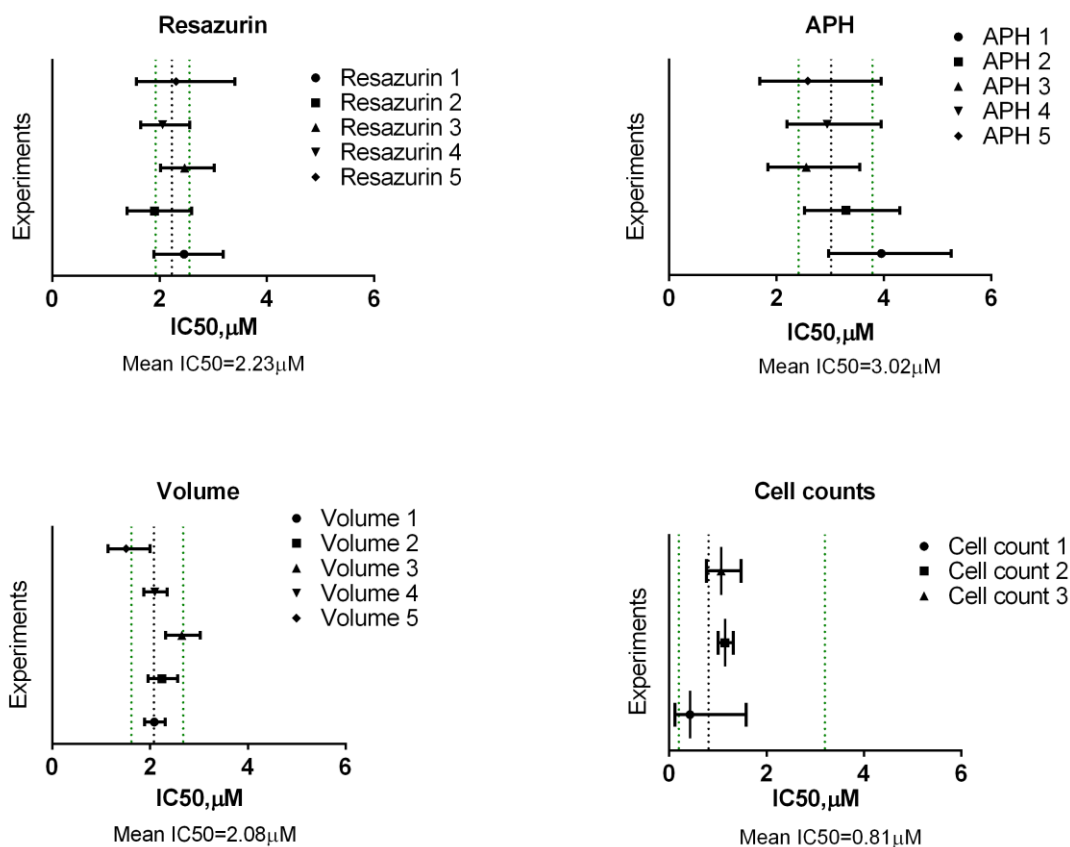 Resazurin
Experiments
Resazurin 1
Resazurin 2
Resazurin 3
Resazurin 4
Resazurin 5
0 2 4 6
IC50,μM
Mean IC50=2.23μM
APH
Experiments
APH 1
APH 2
APH 3
APH 4
APH 5
0 2 4 6
IC50,μM
Mean IC50=3.02μM
Volume
Experiments
Volume 1
Volume 2
Volume 3
Volume 4
Volume 5
0 2 4 6
IC50,μM
Mean IC50=2.08μM
Cell counts
Experiments
Cell count 1
Cell count 2
Cell count 3
0 2 4 6
IC50,μM
Mean IC50=0.81μM